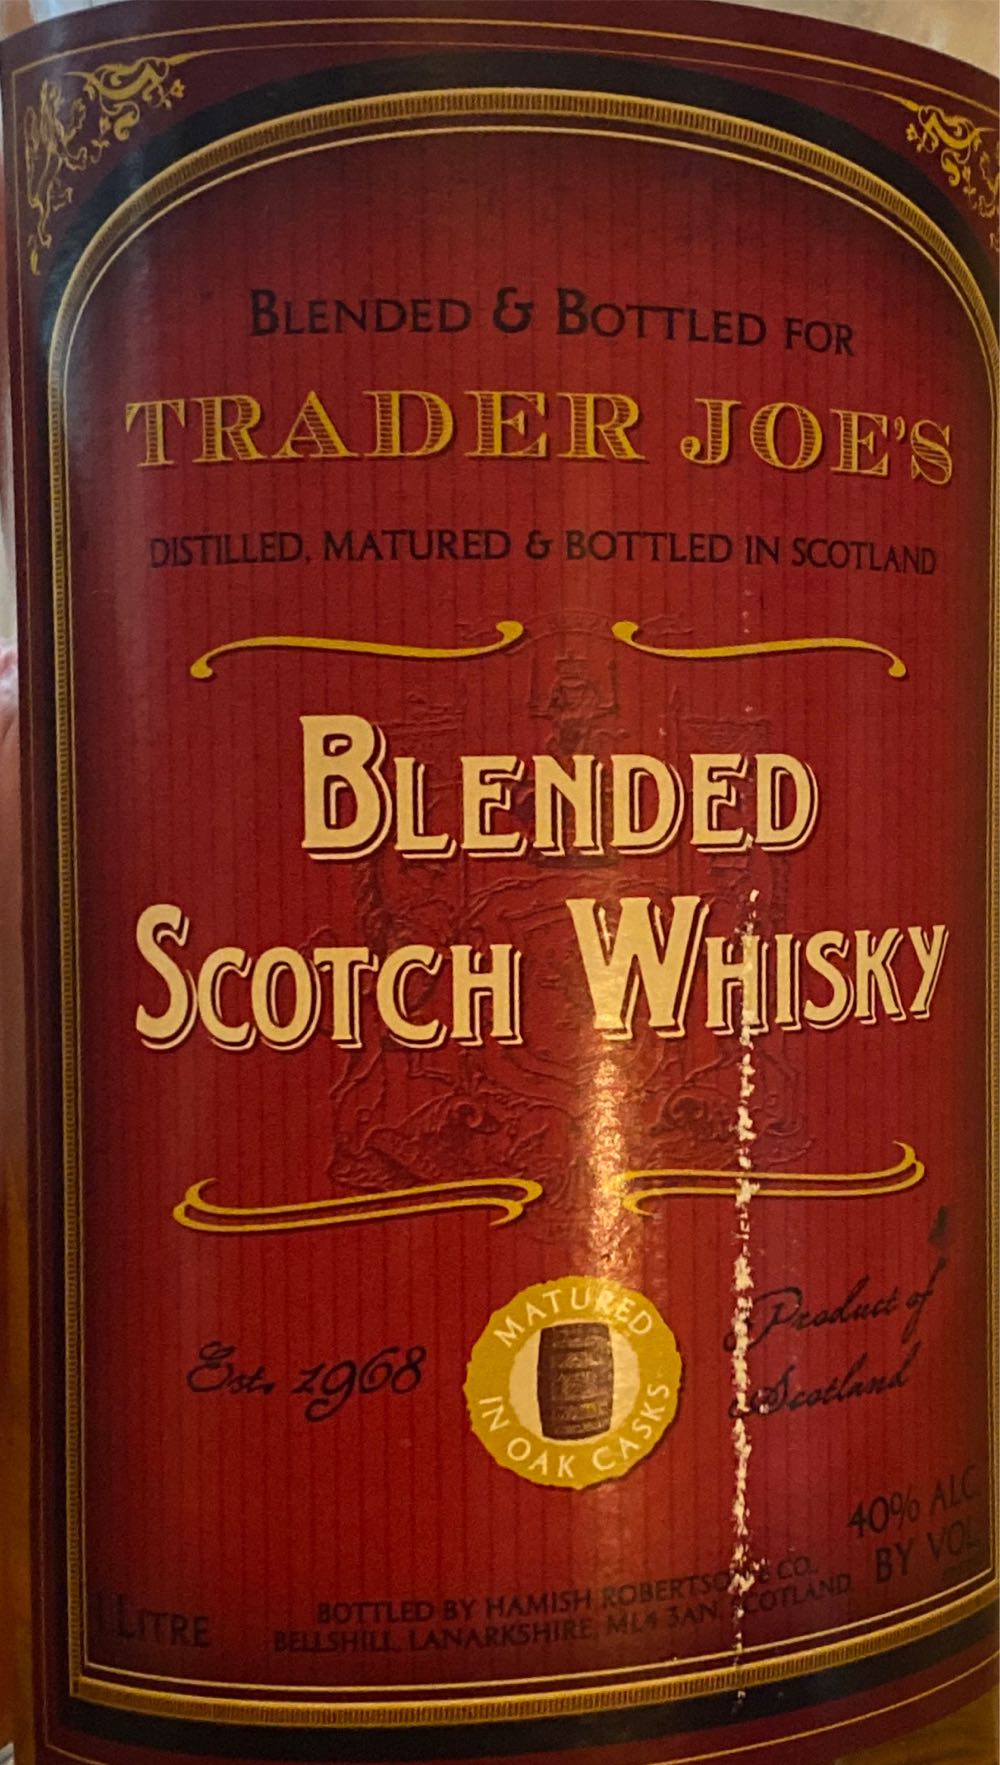 BLENDED & BOTTLED FOR
TRADER JOE'S
DISTILLED, MATURED & BOTTLED IN SCOTLAND
BLENDED
SCOTCH WHISKY
Est. 1968
MATURED
IN OAK CASKS
Product of
Scotland
40% ALC.
BY VOL.
1 LITRE
BOTTLED BY HAMISH ROBERTSON & CO.,
BELLSHILL, LANARKSHIRE, ML4 3AN, SCOTLAND.